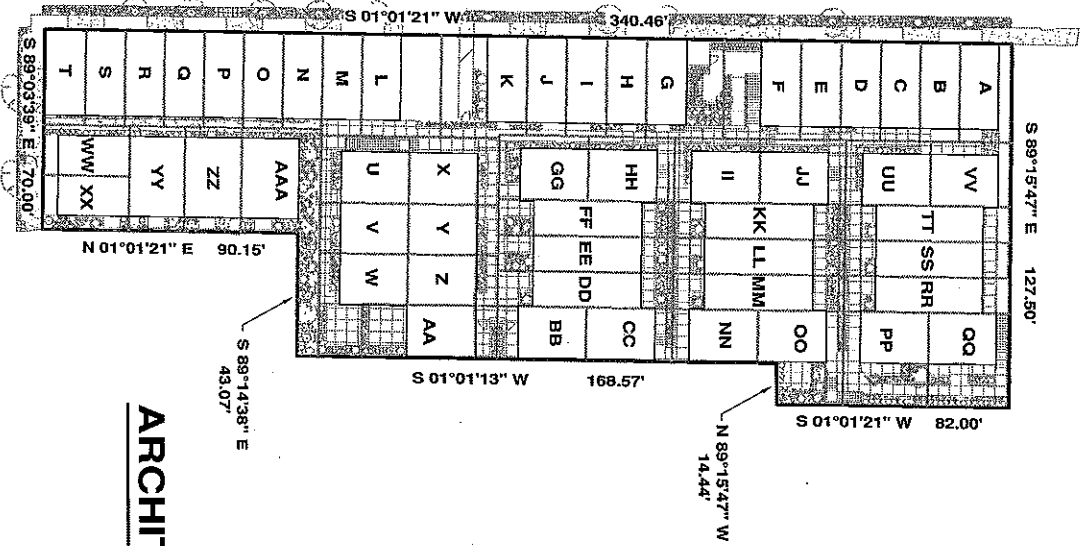 S 01°01'21" W 340.46'
S 89°03'39" E 70.00'
T S R Q P O N M L K J I H G F E D C B A
S 89°15'47" E 127.50'
WW XX YY ZZ AAA
U X
V Y
W Z
AA
GG HH
FF
EE
DD
BB CC
II JJ
KK
LL
MM
NN OO
UU VV
TT
SS
RR
PP QQ
N 01°01'21" E 90.15'
S 89°14'38" E
43.07'
S 01°01'13" W 168.57'
N 89°15'47" W
14.44'
S 01°01'21" W 82.00'
ARCHIT